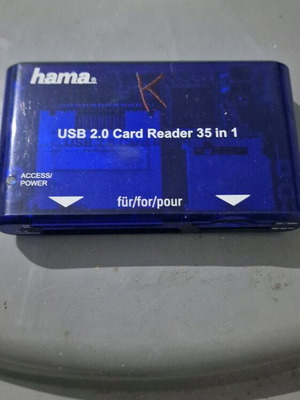 hama®
K
USB 2.0 Card Reader 35 in 1
ACCESS/
POWER
für/for/pour